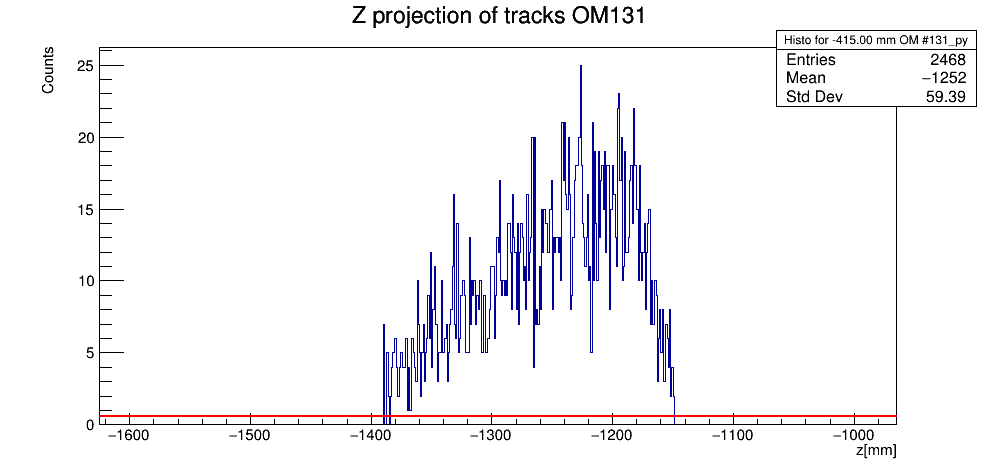 Z projection of tracks OM131
Histo for -415.00 mm OM #131_py
Entries 2468
Mean −1252
Std Dev 59.39
Counts
25
20
15
10
5
0
−1600 −1500 −1400 −1300 −1200 −1100 −1000
z[mm]